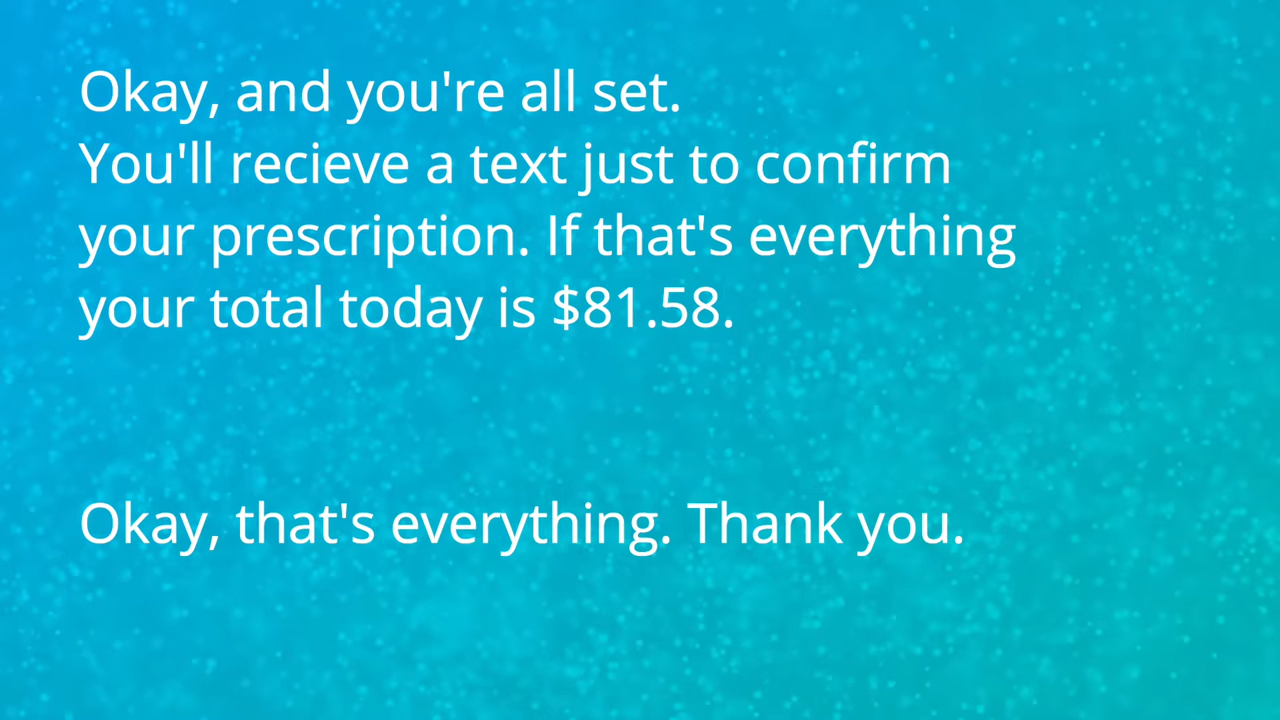 Okay, and you're all set.
You'll recieve a text just to confirm
your prescription. If that's everything
your total today is $81.58.
Okay, that's everything. Thank you.